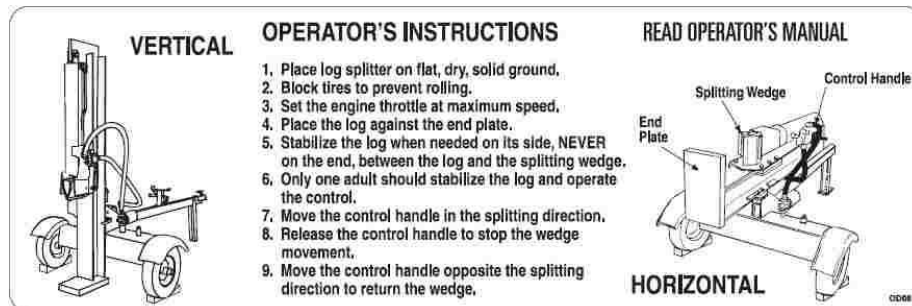 VERTICAL
OPERATOR'S INSTRUCTIONS
1. Place log splitter on flat, dry, solid ground.
2. Block tires to prevent rolling.
3. Set the engine throttle at maximum speed.
4. Place the log against the end plate.
5. Stabilize the log when needed on its side, NEVER
on the end, between the log and the splitting wedge.
6. Only one adult should stabilize the log and operate
the control.
7. Move the control handle in the splitting direction.
8. Release the control handle to stop the wedge
movement.
9. Move the control handle opposite the splitting
direction to return the wedge.
READ OPERATOR'S MANUAL
Control Handle
Splitting Wedge
End
Plate
HORIZONTAL